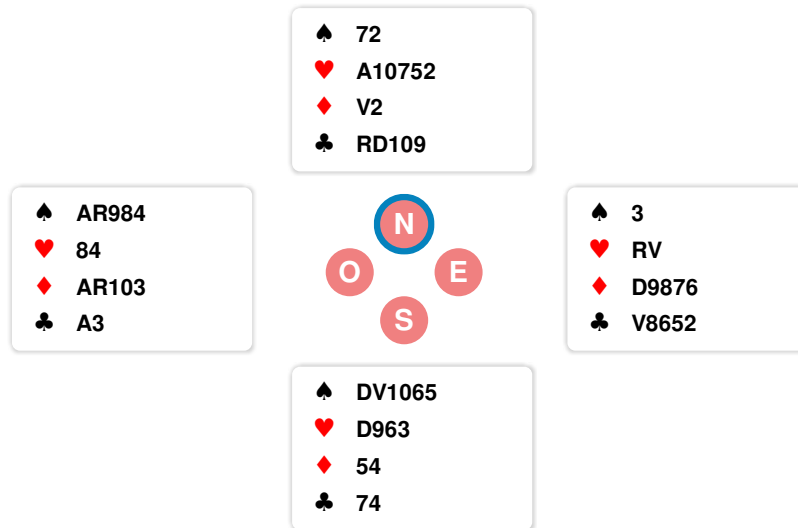 ♠ 72
♥ A10752
♦ V2
♣ RD109
♠ AR984
♥ 84
♦ AR103
♣ A3
N
O
E
S
♠ 3
♥ RV
♦ D9876
♣ V8652
♠ DV1065
♥ D963
♦ 54
♣ 74